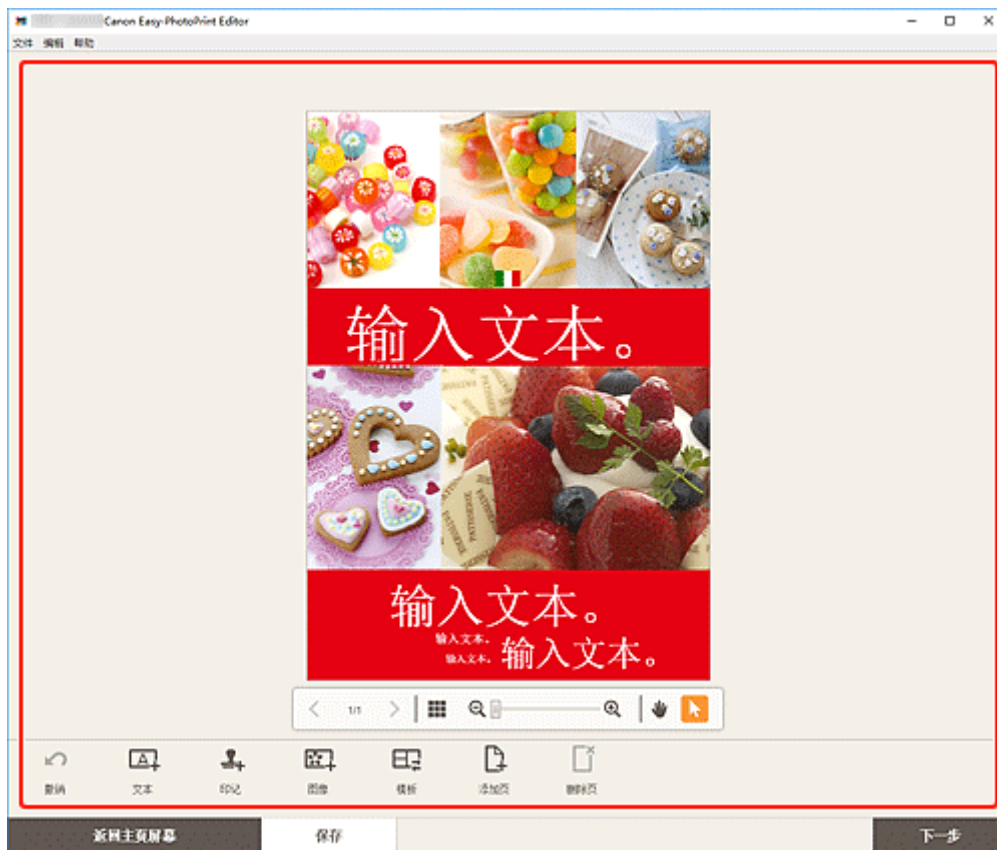 Canon Easy-PhotoPrint Editor
文件 编辑 帮助
输入文本。
PATISSERIE
PATISSERIE
输入文本。
输入文本。
输入文本。
输入文本。
1/1
撤销 文本 印记 图像 模板 添加页 删除页
返回主页屏幕 保存 下一步